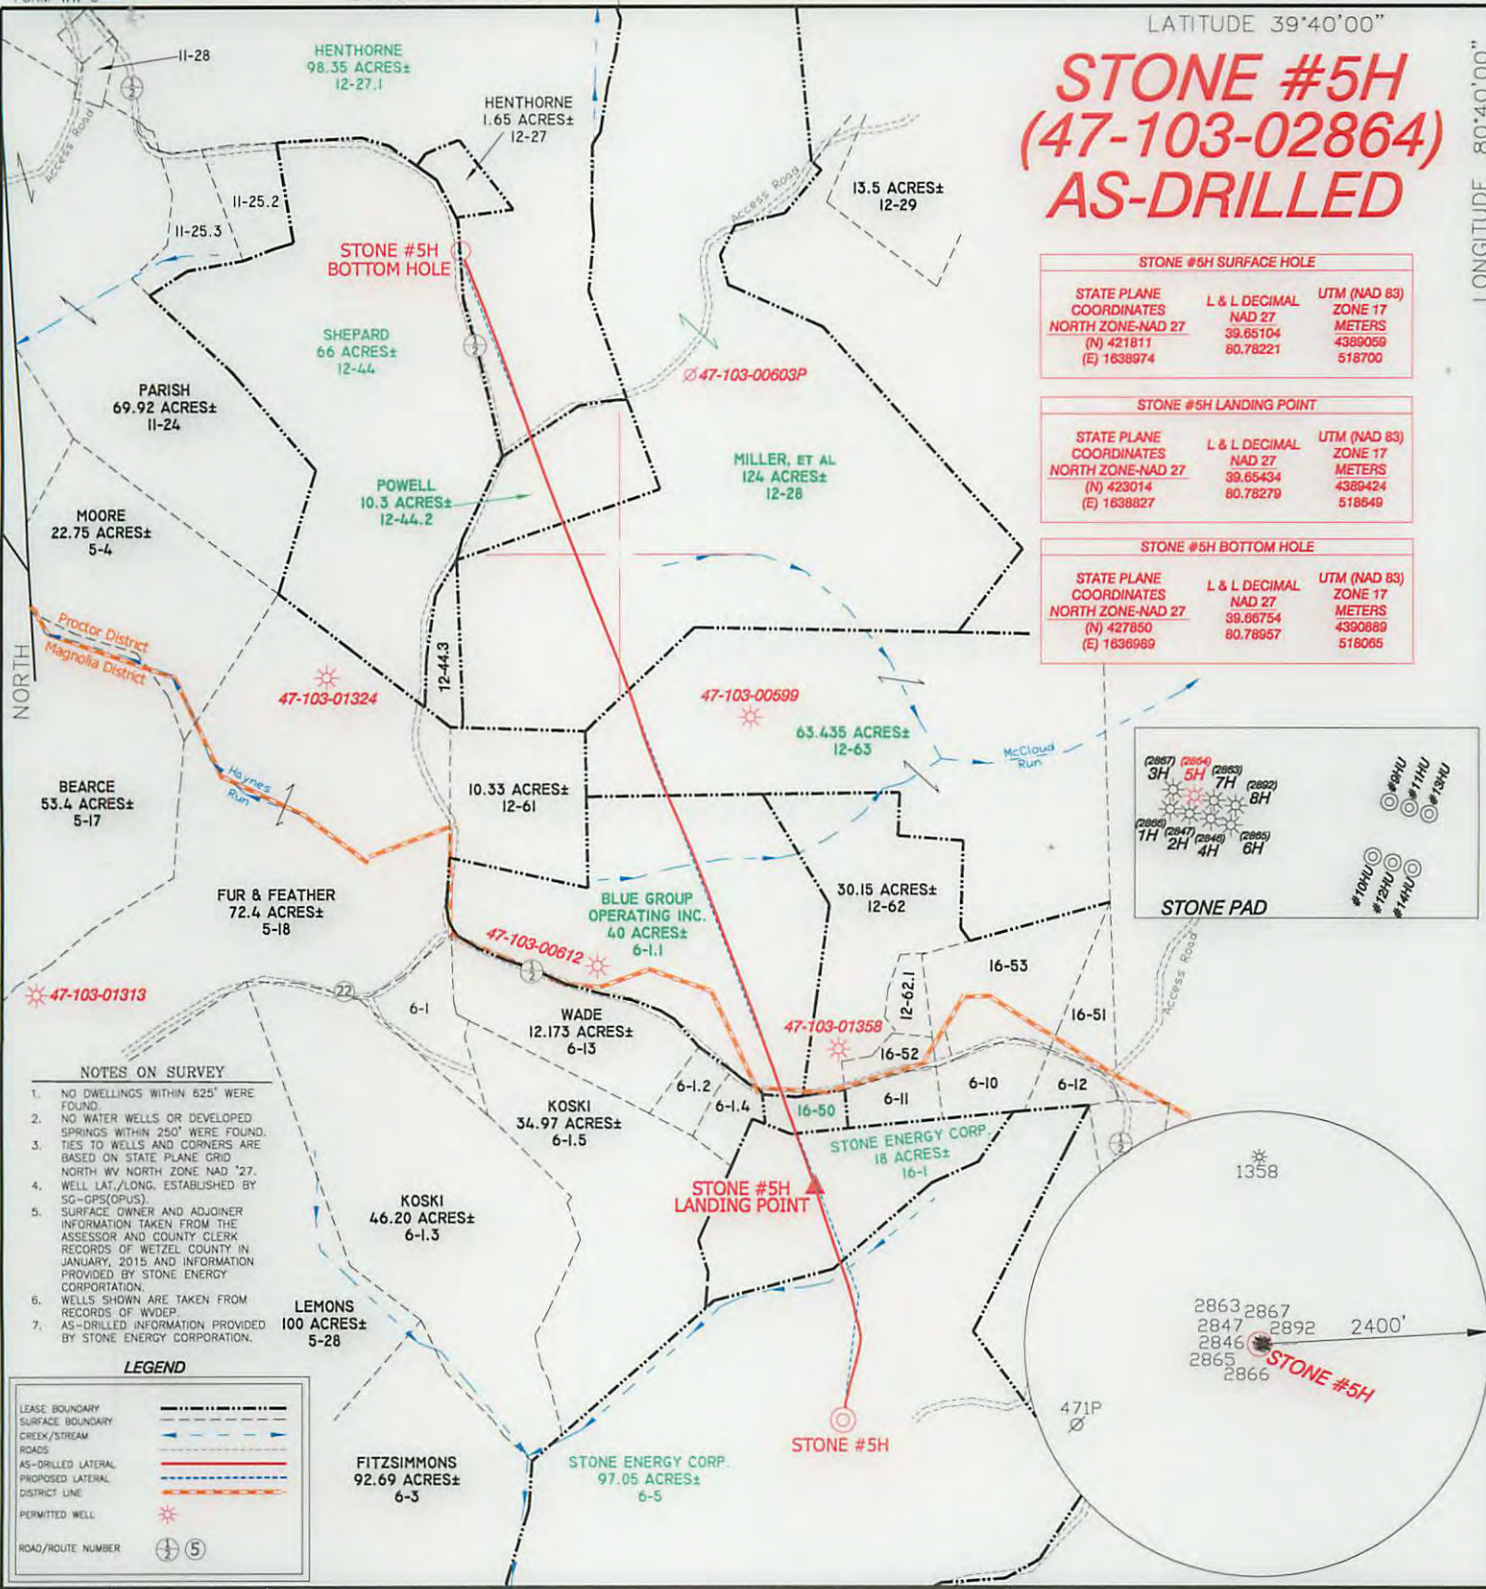 LATITUDE 39°40'00"
LONGITUDE 80°40'00"
STONE #5H
(47-103-02864)
AS-DRILLED
STONE #5H SURFACE HOLE
STATE PLANE
COORDINATES
NORTH ZONE-NAD 27
(N) 421811
(E) 1638974
L & L DECIMAL
NAD 27
39.65104
80.78221
UTM (NAD 83)
ZONE 17
METERS
4389059
518700
STONE #5H LANDING POINT
STATE PLANE
COORDINATES
NORTH ZONE-NAD 27
(N) 423014
(E) 1638827
L & L DECIMAL
NAD 27
39.65434
80.78279
UTM (NAD 83)
ZONE 17
METERS
4389424
518649
STONE #5H BOTTOM HOLE
STATE PLANE
COORDINATES
NORTH ZONE-NAD 27
(N) 427850
(E) 1636989
L & L DECIMAL
NAD 27
39.66754
80.78957
UTM (NAD 83)
ZONE 17
METERS
4390889
518065
11-28
HENTHORNE
98.35 ACRES±
12-27.1
HENTHORNE
1.65 ACRES±
12-27
Access Road
1/2
11-25.2
11-25.3
Access Road
13.5 ACRES±
12-29
STONE #5H
BOTTOM HOLE
SHEPARD
66 ACRES±
12-44
1/2
47-103-00603P
PARISH
69.92 ACRES±
11-24
POWELL
10.3 ACRES±
12-44.2
MILLER, ET AL
124 ACRES±
12-28
MOORE
22.75 ACRES±
5-4
Proctor District
Magnolia District
NORTH
47-103-01324
12-44.3
47-103-00599
63.435 ACRES±
12-63
McCloud
Run
BEARCE
53.4 ACRES±
5-17
Haynes
Run
10.33 ACRES±
12-61
FUR & FEATHER
72.4 ACRES±
5-18
BLUE GROUP
OPERATING INC.
40 ACRES±
6-1.1
30.15 ACRES±
12-62
(2867)
3H
(2864)
5H
(2863)
7H
(2892)
8H
(2866)
1H
(2847)
2H
(2846)
4H
(2865)
6H
#9HU
#11HU
#13HU
#10HU
#12HU
#14HU
STONE PAD
47-103-00612
1/2
47-103-01313
22
6-1
WADE
12.173 ACRES±
6-13
47-103-01358
12-62.1
16-53
16-51
16-52
Access Road
6-1.2
6-1.4
16-50
6-11
6-10
6-12
KOSKI
34.97 ACRES±
6-1.5
STONE ENERGY CORP.
18 ACRES±
16-1
1/2
STONE #5H
LANDING POINT
KOSKI
46.20 ACRES±
6-1.3
LEMONS
100 ACRES±
5-28
FITZSIMMONS
92.69 ACRES±
6-3
STONE ENERGY CORP.
97.05 ACRES±
6-5
STONE #5H
1358
2863 2867
2847 2892
2846
2865
2866
STONE #5H
2400'
471P
NOTES ON SURVEY
1. NO DWELLINGS WITHIN 625' WERE
FOUND.
2. NO WATER WELLS OR DEVELOPED
SPRINGS WITHIN 250' WERE FOUND.
3. TIES TO WELLS AND CORNERS ARE
BASED ON STATE PLANE GRID
NORTH WV NORTH ZONE NAD '27.
4. WELL LAT./LONG. ESTABLISHED BY
SG-GPS(OPUS).
5. SURFACE OWNER AND ADJOINER
INFORMATION TAKEN FROM THE
ASSESSOR AND COUNTY CLERK
RECORDS OF WETZEL COUNTY IN
JANUARY, 2015 AND INFORMATION
PROVIDED BY STONE ENERGY
CORPORTATION.
6. WELLS SHOWN ARE TAKEN FROM
RECORDS OF WVDEP.
7. AS-DRILLED INFORMATION PROVIDED
BY STONE ENERGY CORPORATION.
LEGEND
LEASE BOUNDARY
SURFACE BOUNDARY
CREEK/STREAM
ROADS
AS-DRILLED LATERAL
PROPOSED LATERAL
DISTRICT LINE
PERMITTED WELL
ROAD/ROUTE NUMBER 1/2 5